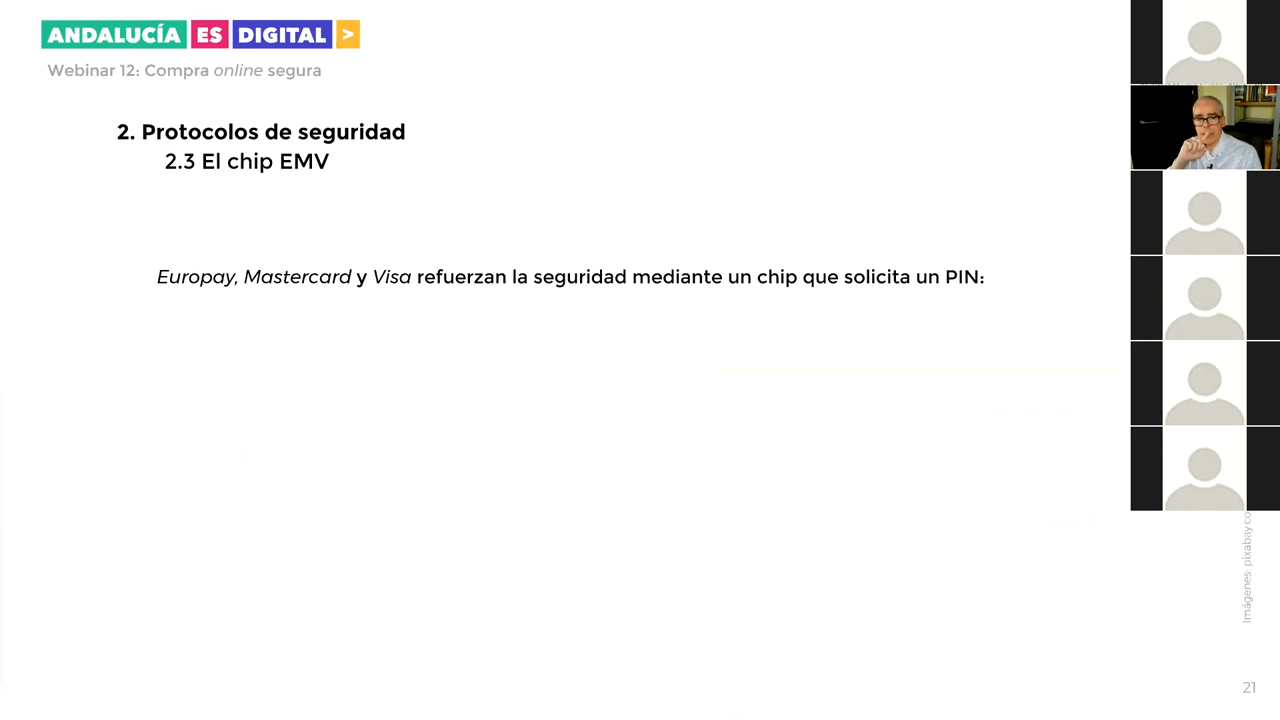 ANDALUCÍA ES DIGITAL >
Webinar 12: Compra online segura
2. Protocolos de seguridad
2.3 El chip EMV
Europay, Mastercard y Visa refuerzan la seguridad mediante un chip que solicita un PIN:
Imágenes: pixabay.co
21